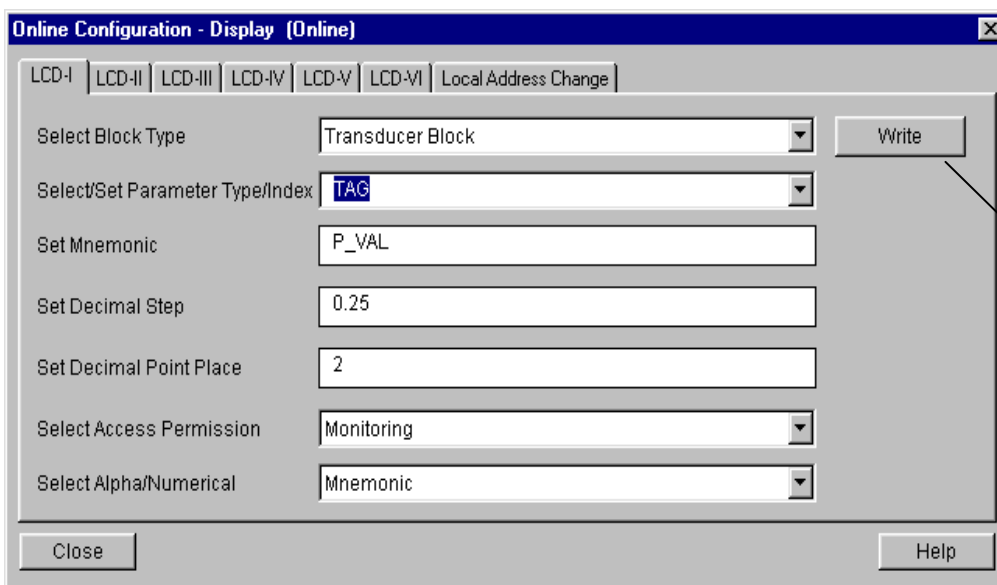 Online Configuration - Display (Online)
LCD-I LCD-II LCD-III LCD-IV LCD-V LCD-VI Local Address Change
Select Block Type Transducer Block Write
Select/Set Parameter Type/Index TAG
Set Mnemonic P_VAL
Set Decimal Step 0.25
Set Decimal Point Place 2
Select Access Permission Monitoring
Select Alpha/Numerical Mnemonic
Close Help